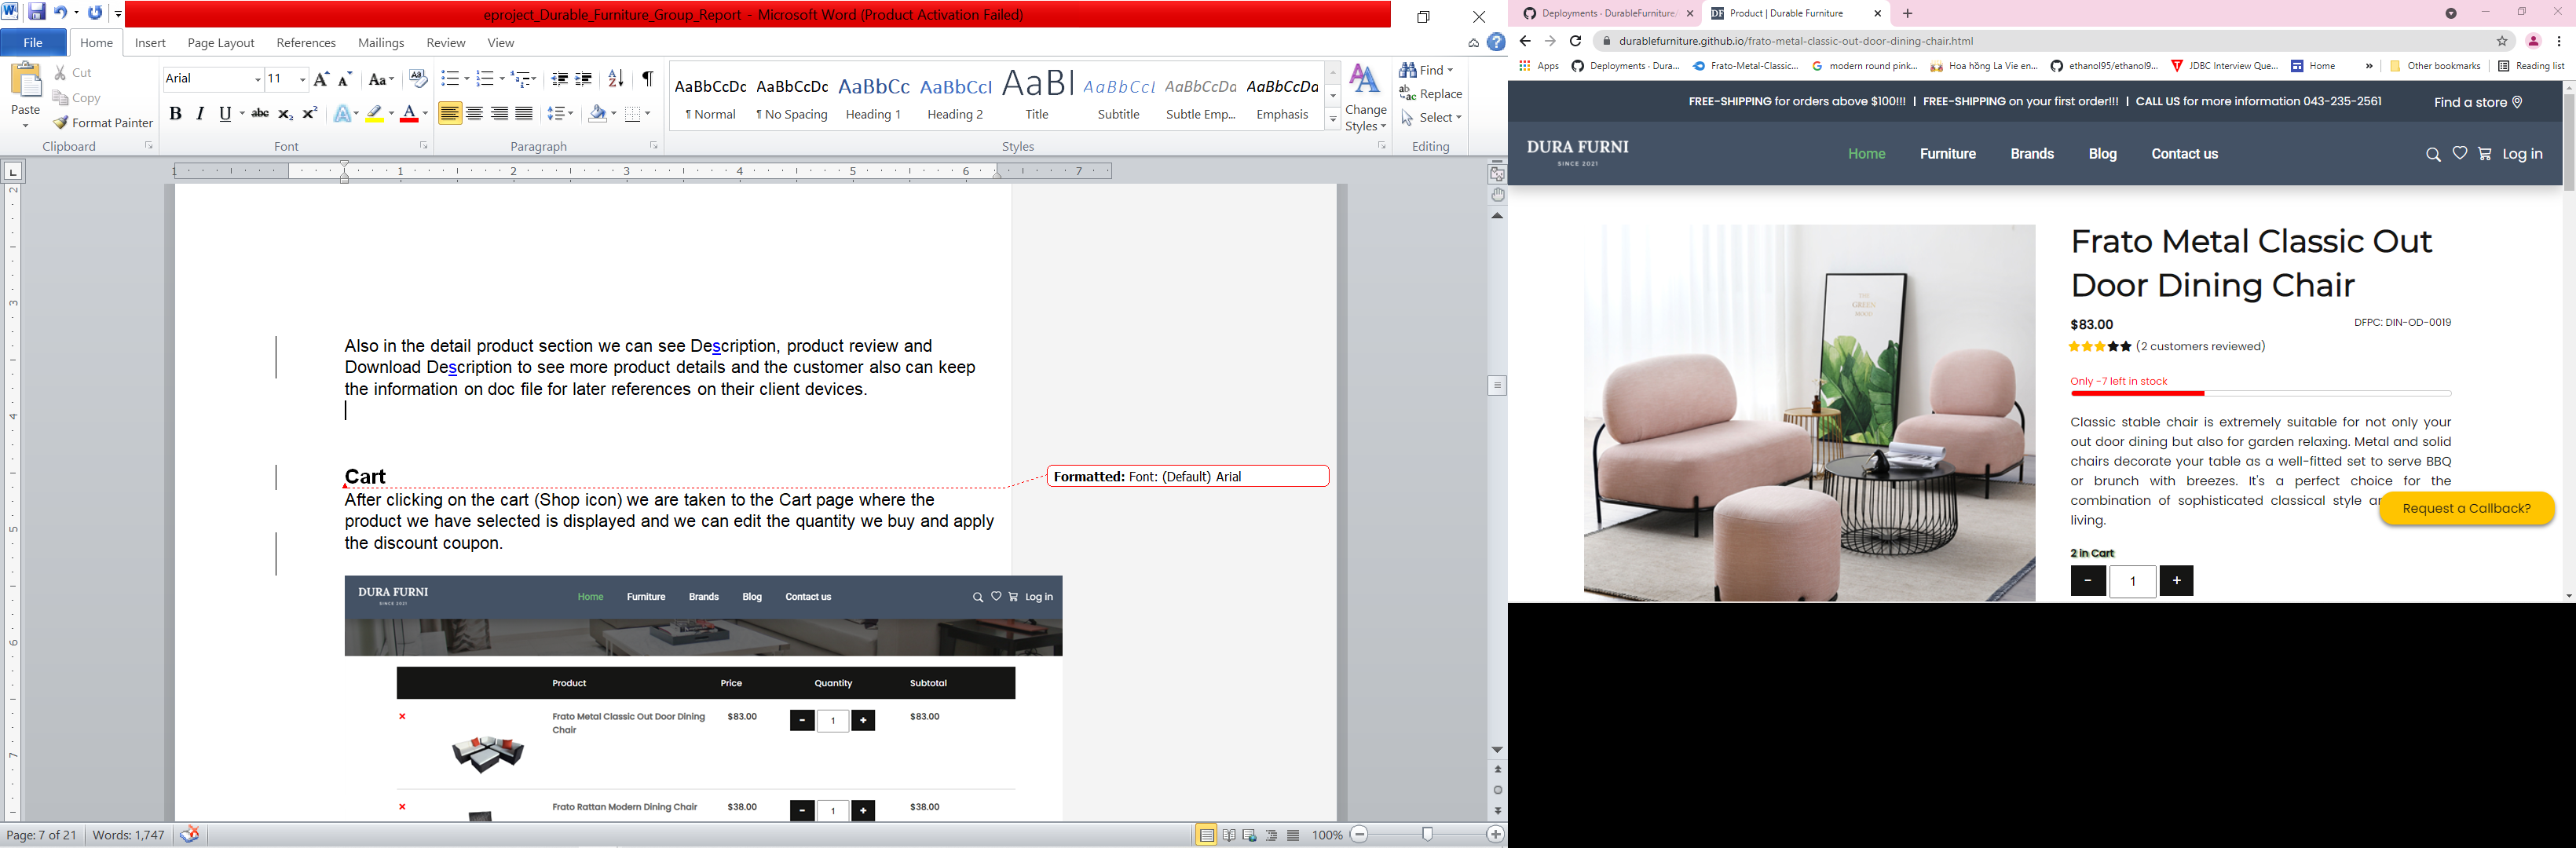 eproject_Durable_Furniture_Group_Report - Microsoft Word (Product Activation Failed)
File Home Insert Page Layout References Mailings Review View
Paste
Cut
Copy
Format Painter
Clipboard
Arial 11
Font
Paragraph
AaBbCcDc AaBbCcDc AaBbCc AaBbCcI AaBl AaBbCcL AaBbCcDa AaBbCcDa
¶ Normal ¶ No Spacing Heading 1 Heading 2 Title Subtitle Subtle Emp... Emphasis
Change Styles
Styles
Find
Replace
Select
Editing
Also in the detail product section we can see Description, product review and
Download Description to see more product details and the customer also can keep
the information on doc file for later references on their client devices.
Cart
Formatted: Font: (Default) Arial
After clicking on the cart (Shop icon) we are taken to the Cart page where the
product we have selected is displayed and we can edit the quantity we buy and apply
the discount coupon.
DURA FURNI
SINCE 2021
Home Furniture Brands Blog Contact us Log in
Product Price Quantity Subtotal
× Frato Metal Classic Out Door Dining Chair $83.00 - 1 + $83.00
× Frato Rattan Modern Dining Chair $38.00 - 1 + $38.00
Page: 7 of 21 Words: 1,747 100%
Deployments · DurableFurniture/ Product | Durable Furniture
durablefurniture.github.io/frato-metal-classic-out-door-dining-chair.html
Apps Deployments · Dura... Frato-Metal-Classic... modern round pink... Hoa hồng La Vie en... ethanol95/ethanol9... JDBC Interview Que... Home » Other bookmarks Reading list
FREE-SHIPPING for orders above $100!!! | FREE-SHIPPING on your first order!!! | CALL US for more information 043-235-2561 Find a store
DURA FURNI
SINCE 2021
Home Furniture Brands Blog Contact us Log in
Frato Metal Classic Out
Door Dining Chair
$83.00 DFPC: DIN-OD-0019
(2 customers reviewed)
Only -7 left in stock
Classic stable chair is extremely suitable for not only your
out door dining but also for garden relaxing. Metal and solid
chairs decorate your table as a well-fitted set to serve BBQ
or brunch with breezes. It's a perfect choice for the
combination of sophisticated classical style
living.
Request a Callback?
2 in Cart
- 1 +